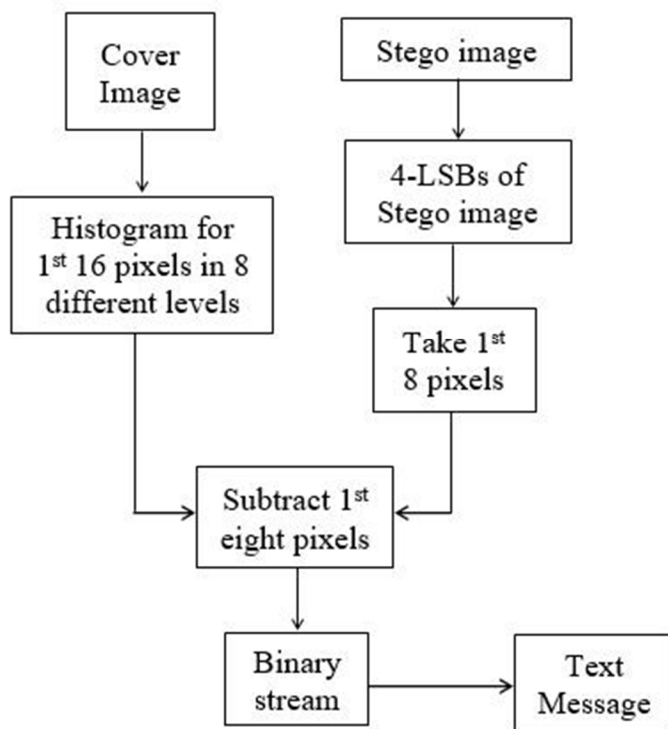 Cover
Image
Stego image
4-LSBs of
Stego image
Histogram for
1st 16 pixels in 8
different levels
Take 1st
8 pixels
Subtract 1st
eight pixels
Binary
stream
Text
Message